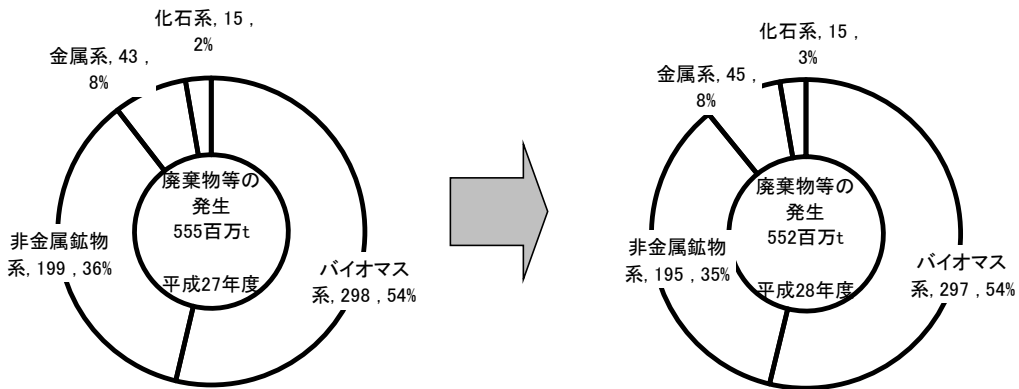 化石系, 15 ,
2%
金属系, 43 ,
8%
廃棄物等の
発生
555百万t
平成27年度
非金属鉱物
系, 199 , 36%
バイオマス
系, 298 , 54%
化石系, 15 ,
3%
金属系, 45 ,
8%
廃棄物等の
発生
552百万t
平成28年度
非金属鉱物
系, 195 , 35%
バイオマス
系, 297 , 54%